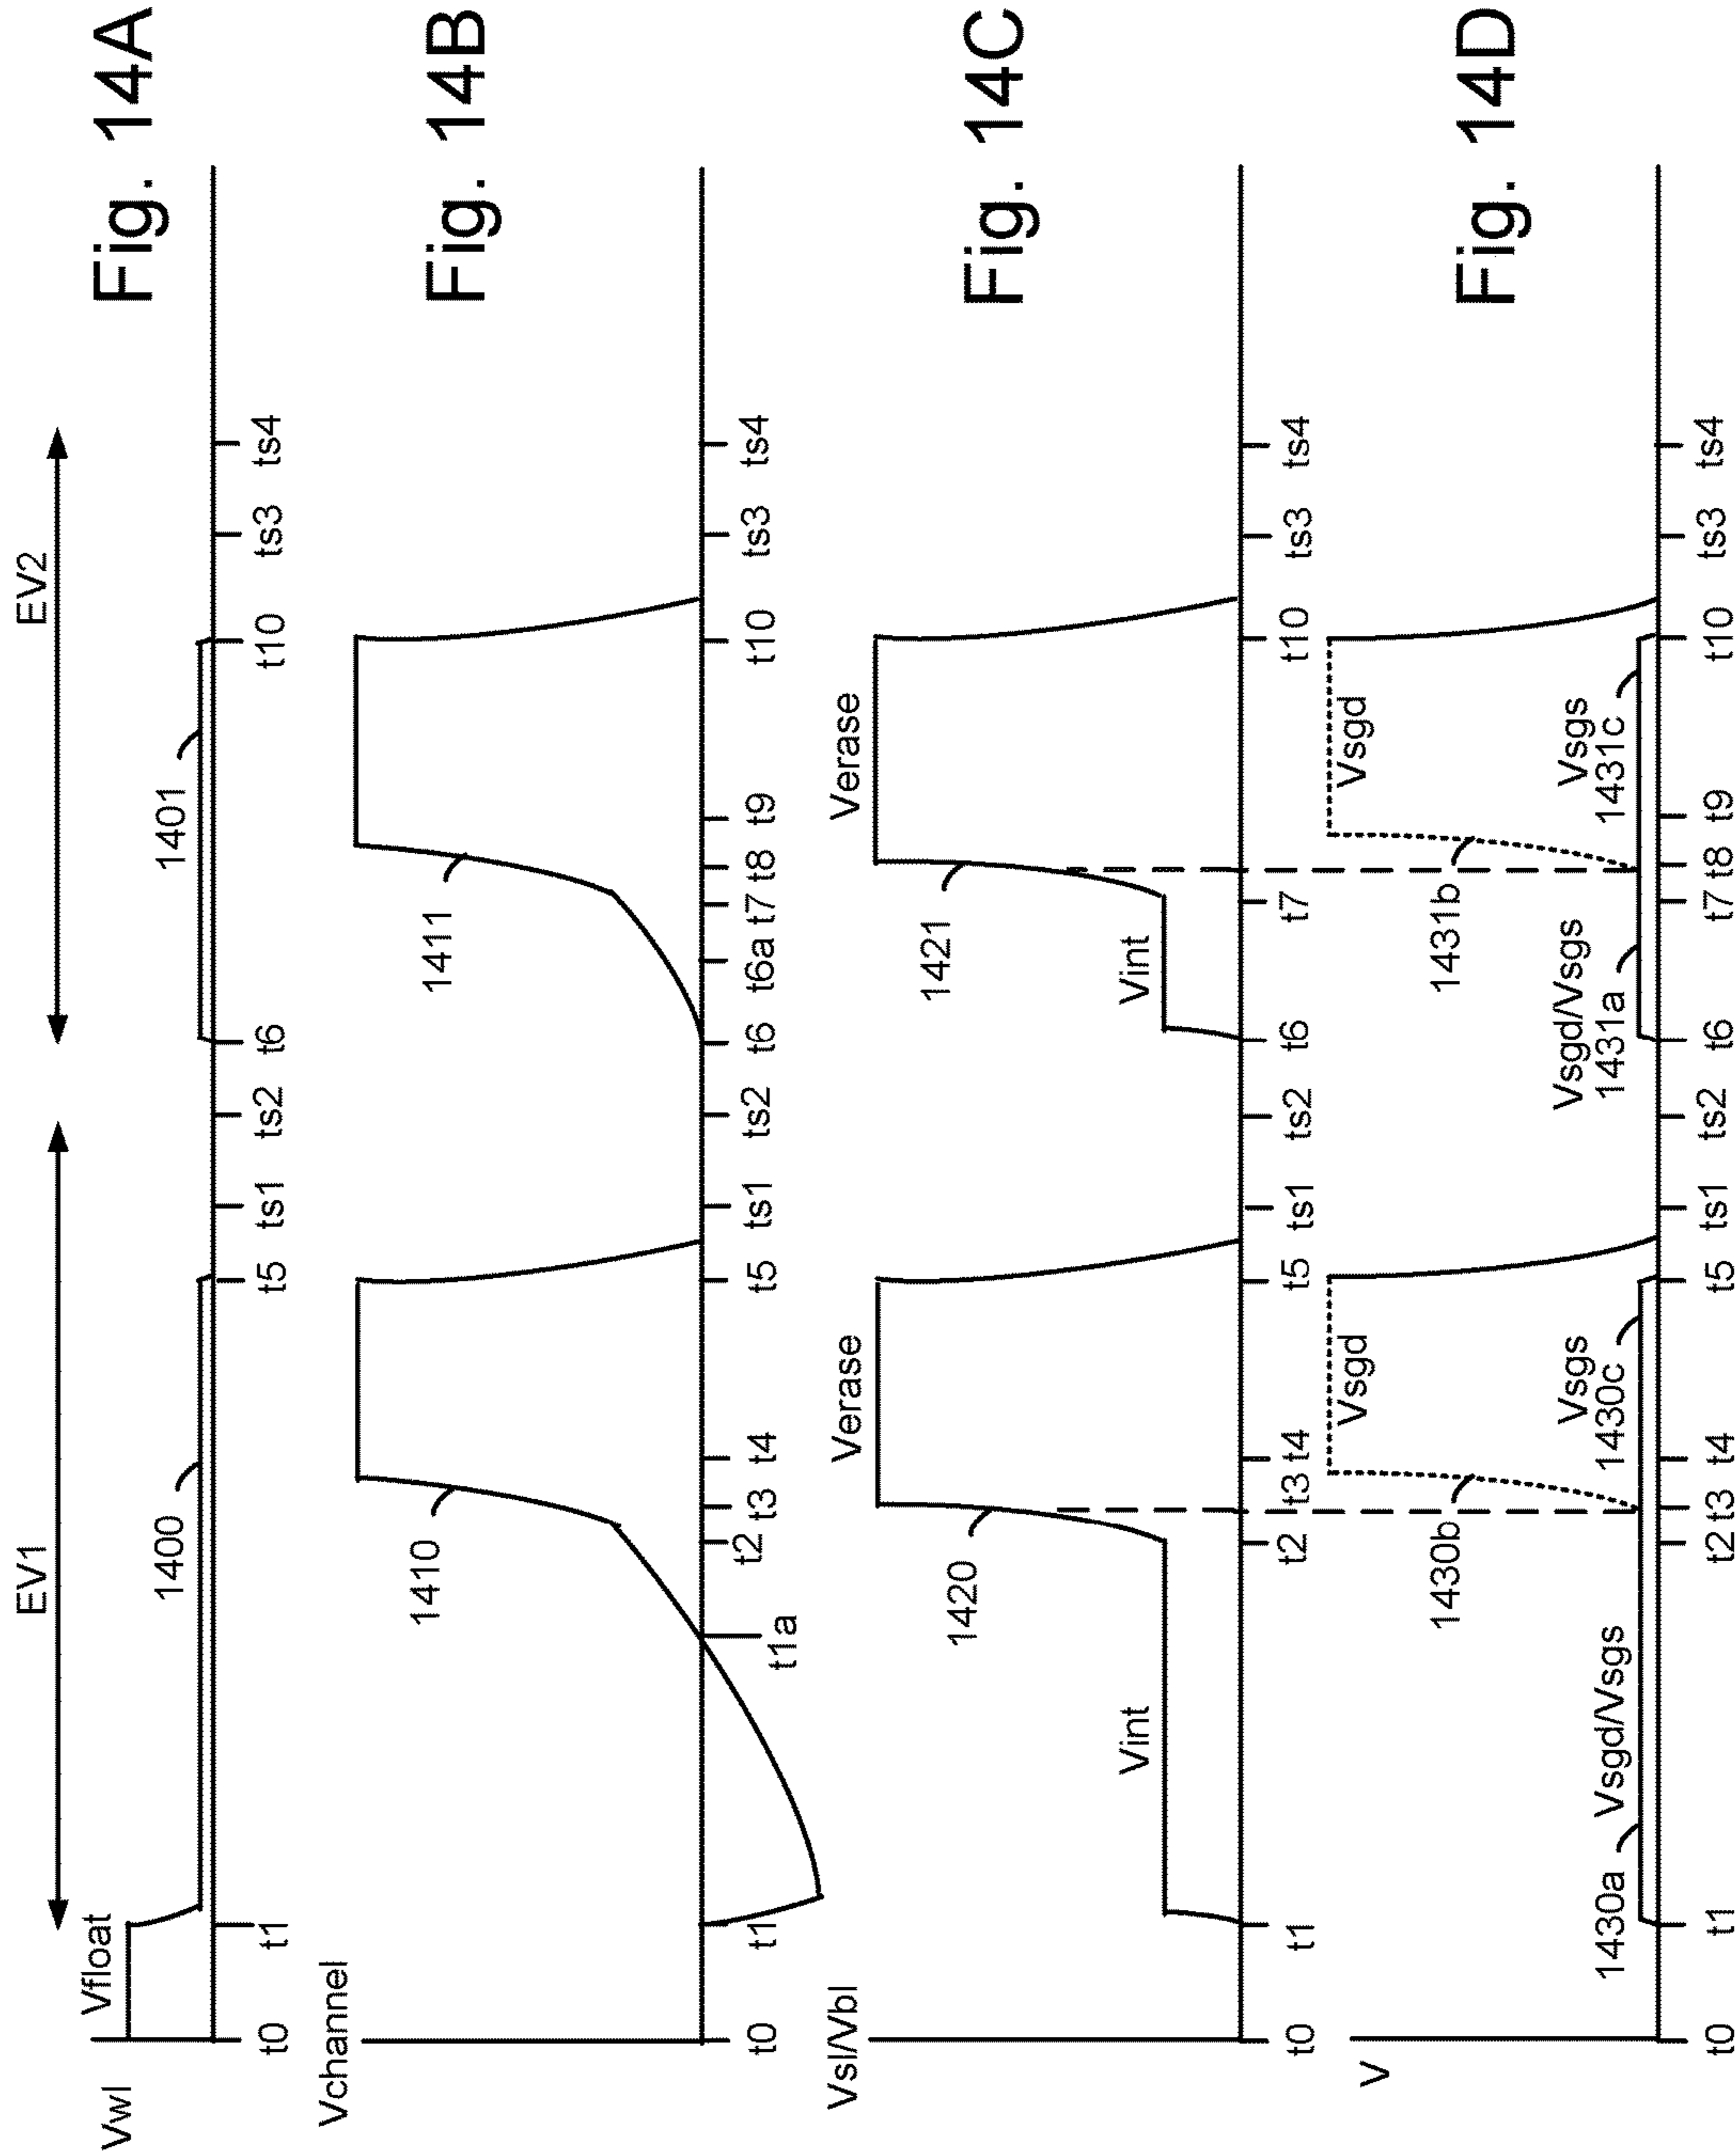 EV1
EV2
Fig. 14A
Vwl
Vfloat
1400
1401
t0
t1
t5
ts1
ts2
t6
t10
ts3
ts4
Fig. 14B
Vchannel
1410
1411
t0
t1
t1a
t2
t3
t4
t5
ts1
ts2
t6
t6a
t7
t8
t9
t10
ts3
ts4
Fig. 14C
Vsl/Vbl
Vint
1420
Verase
Vint
1421
Verase
t0
t1
t2
t3
t4
t5
ts1
ts2
t6
t7
t10
ts3
ts4
Fig. 14D
V
1430a
Vsgd/Vsgs
1430b
Vsgd
Vsgs
1430c
Vsgd/Vsgs
1431a
1431b
Vsgd
Vsgs
1431c
t0
t1
t2
t3
t4
t5
ts1
ts2
t6
t7
t8
t9
t10
ts3
ts4